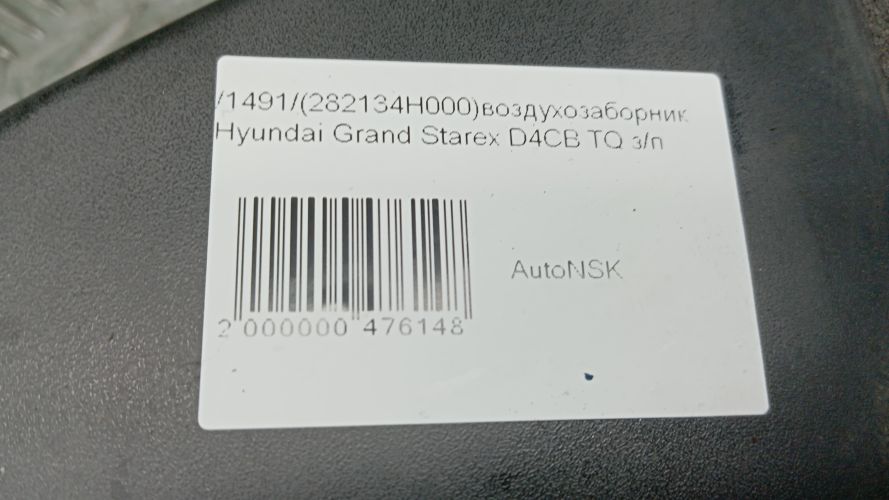 /1491/(282134H000)воздухозаборник
Hyundai Grand Starex D4CB TQ з/п
AutoNSK
2 000000 476148